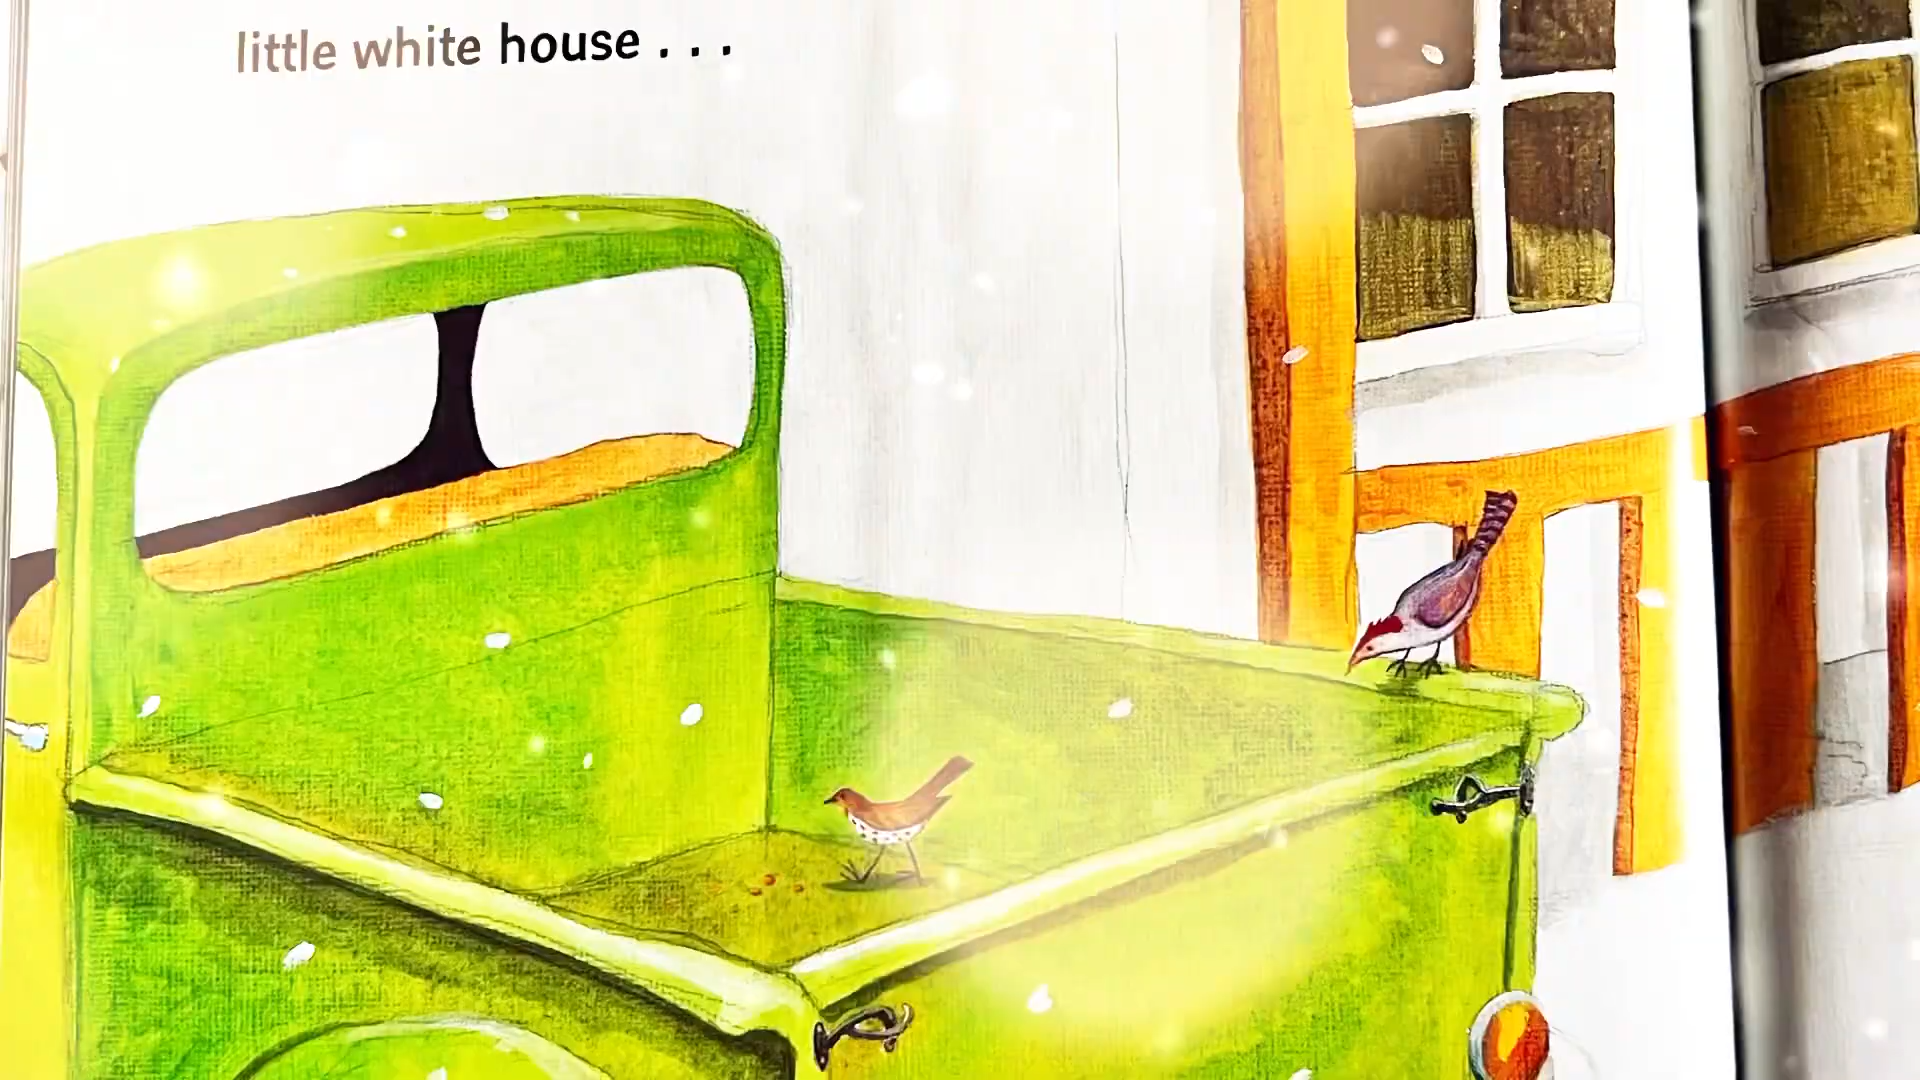 little white house . . .